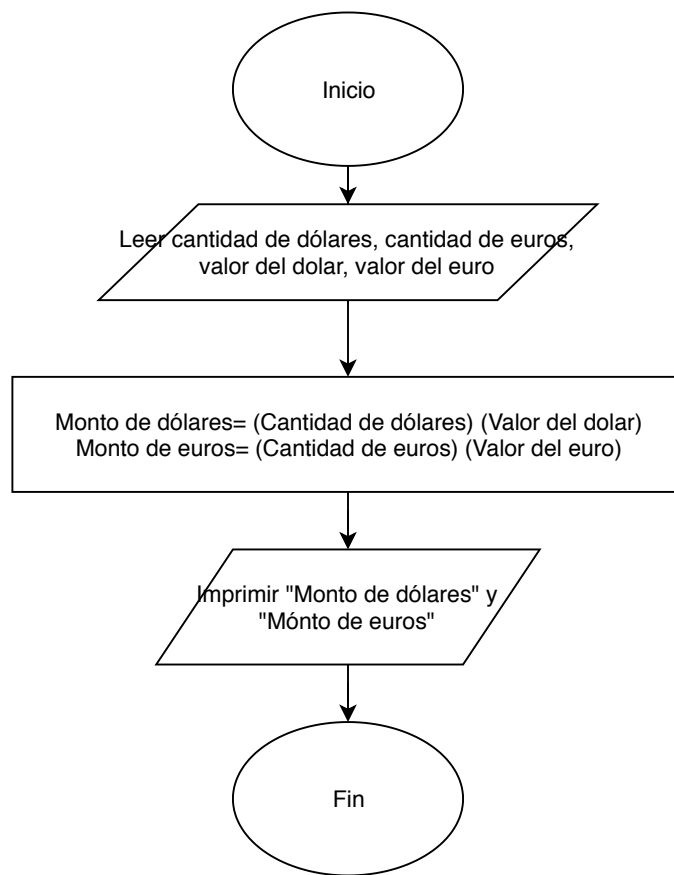 Inicio
Leer cantidad de dólares, cantidad de euros,
valor del dolar, valor del euro
Monto de dólares= (Cantidad de dólares) (Valor del dolar)
Monto de euros= (Cantidad de euros) (Valor del euro)
Imprimir "Monto de dólares" y
"Mónto de euros"
Fin